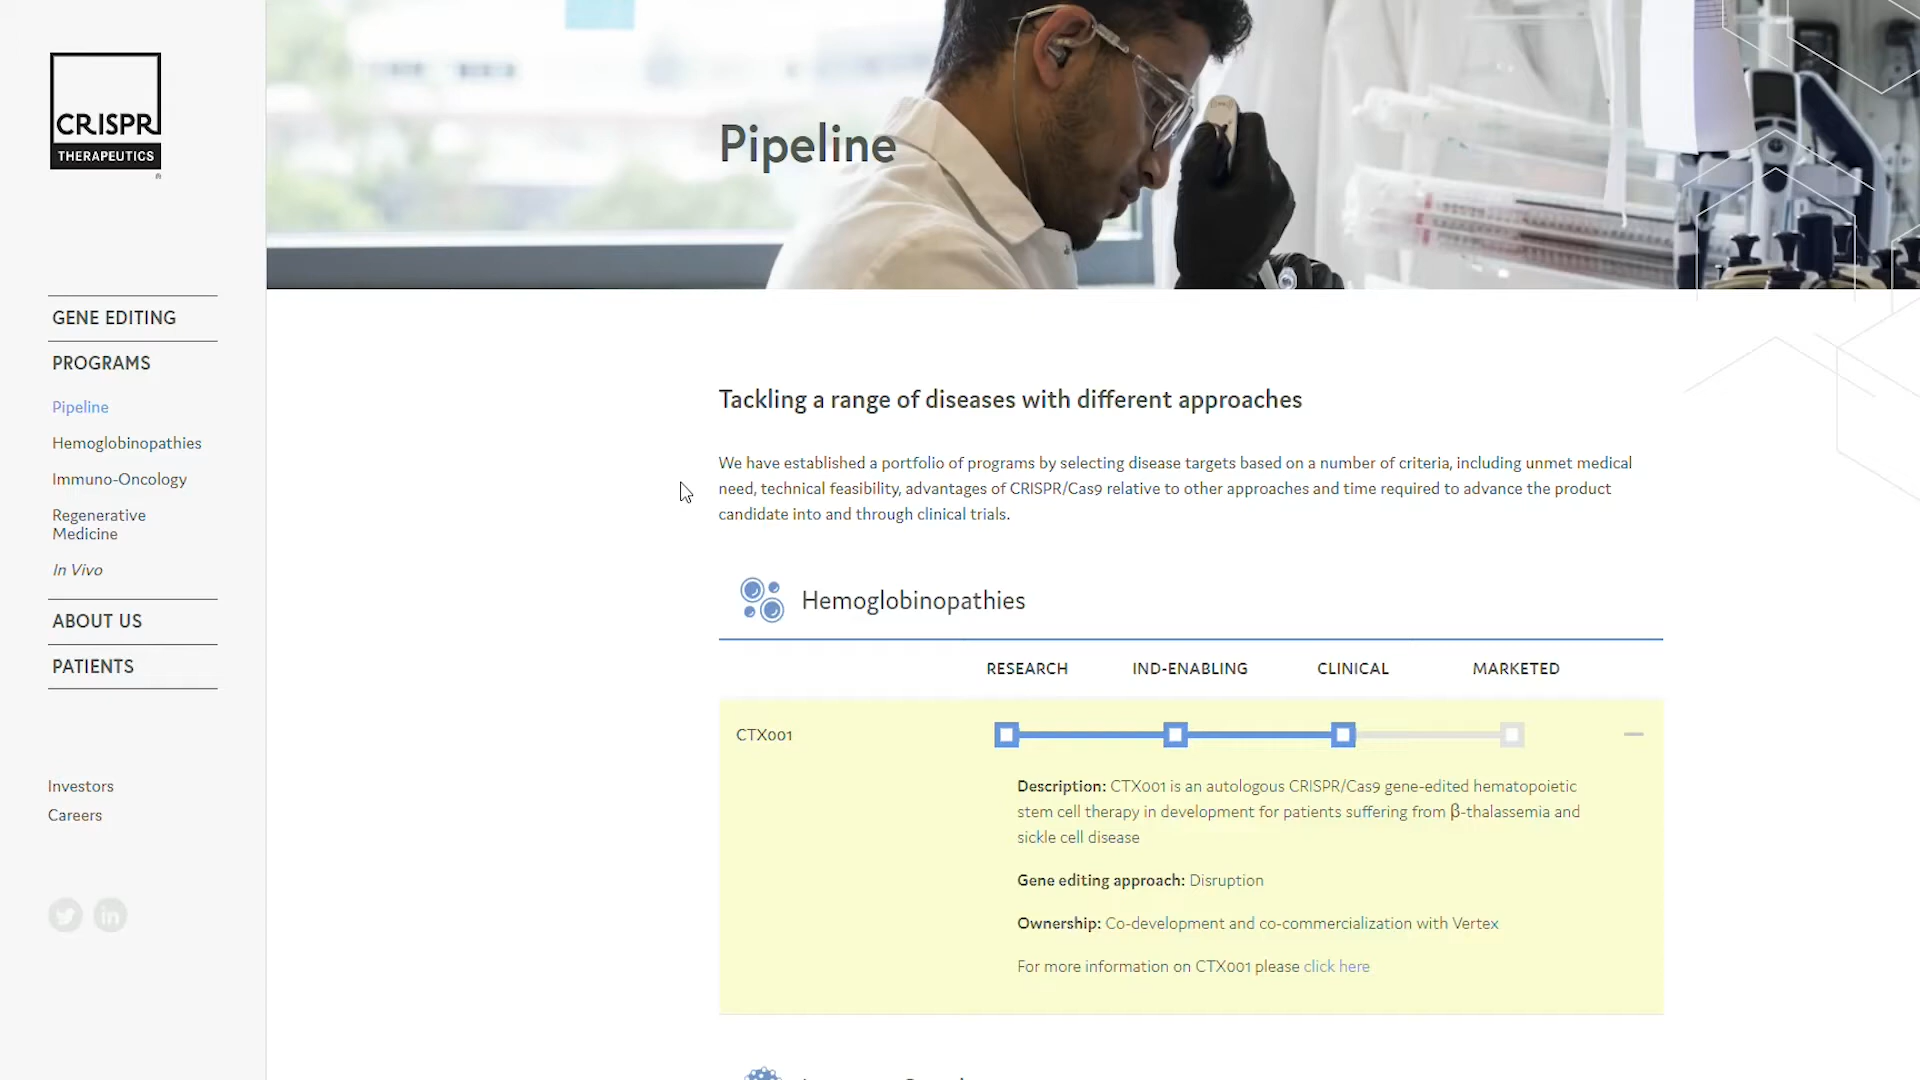 CRISPR
THERAPEUTICS
GENE EDITING
PROGRAMS
Pipeline
Hemoglobinopathies
Immuno-Oncology
Regenerative
Medicine
In Vivo
ABOUT US
PATIENTS
Investors
Careers
in
Pipeline
Tackling a range of diseases with different approaches
We have established a portfolio of programs by selecting disease targets based on a number of criteria, including unmet medical
need, technical feasibility, advantages of CRISPR/Cas9 relative to other approaches and time required to advance the product
candidate into and through clinical trials.
Hemoglobinopathies
RESEARCH IND-ENABLING CLINICAL MARKETED
CTX001
Description: CTX001 is an autologous CRISPR/Cas9 gene-edited hematopoietic
stem cell therapy in development for patients suffering from β-thalassemia and
sickle cell disease
Gene editing approach: Disruption
Ownership: Co-development and co-commercialization with Vertex
For more information on CTX001 please click here